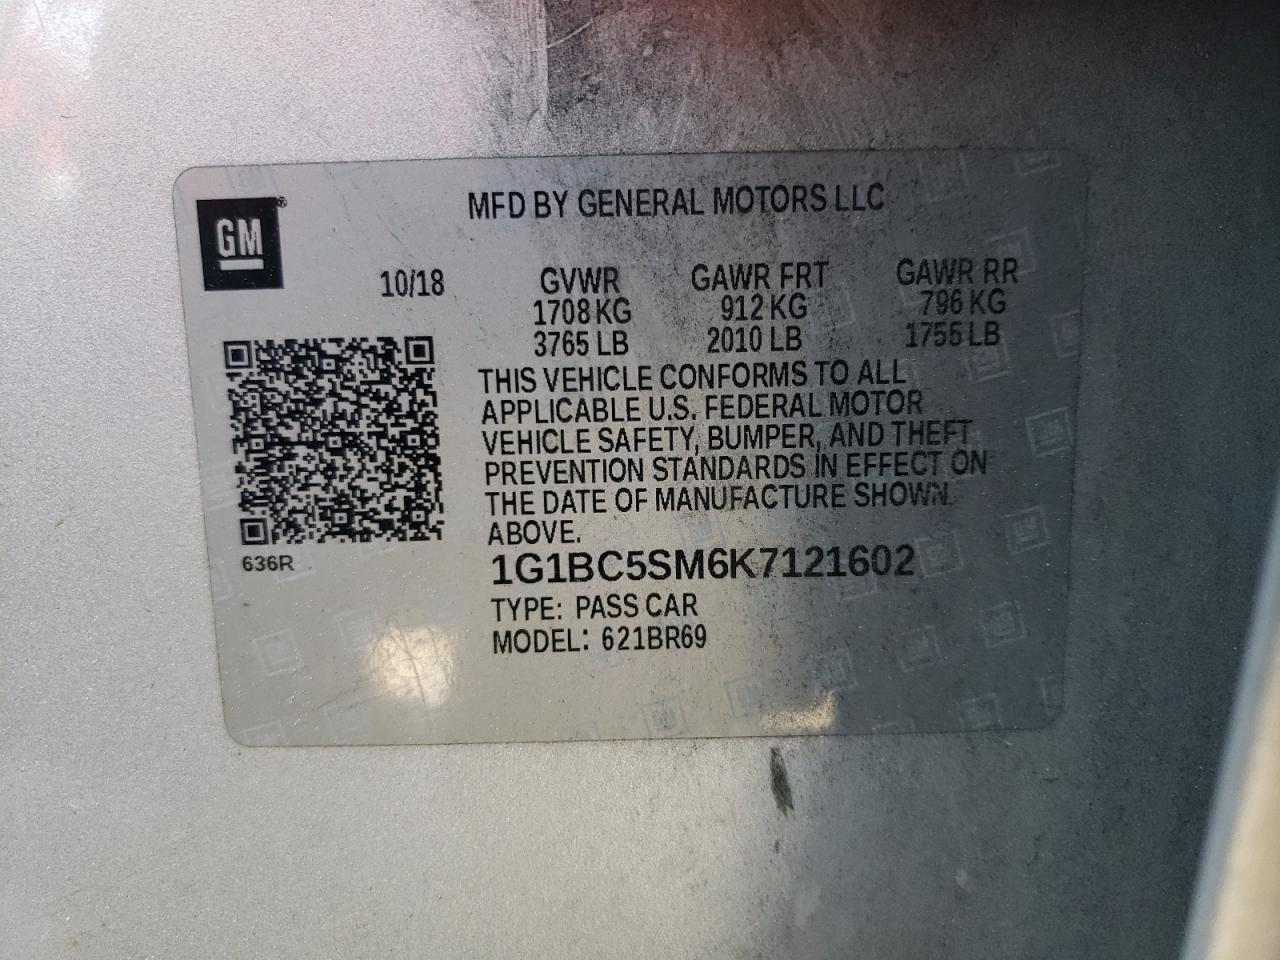 MFD BY GENERAL MOTORS LLC
GM®
10/18 GVWR GAWR FRT GAWR RR
1708 KG 912 KG 796 KG
3765 LB 2010 LB 1755 LB
THIS VEHICLE CONFORMS TO ALL
APPLICABLE U.S. FEDERAL MOTOR
VEHICLE SAFETY, BUMPER, AND THEFT
PREVENTION STANDARDS IN EFFECT ON
THE DATE OF MANUFACTURE SHOWN
ABOVE.
636R
1G1BC5SM6K7121602
TYPE: PASS CAR
MODEL: 621BR69